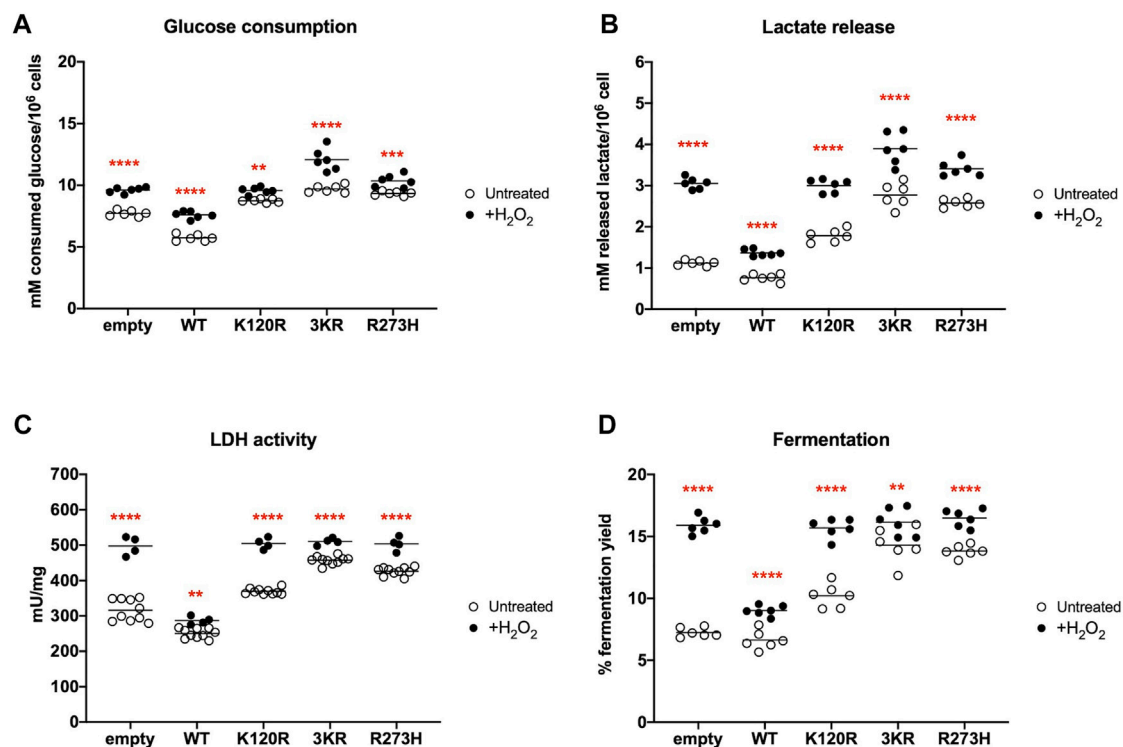 A
Glucose consumption
mM consumed glucose/10⁶ cells
20
15
10
5
0
****
****
**
****
***
empty
WT
K120R
3KR
R273H
Untreated
+H₂O₂
B
Lactate release
mM released lactate/10⁶ cell
6
5
4
3
2
1
0
****
****
****
****
****
empty
WT
K120R
3KR
R273H
Untreated
+H₂O₂
C
LDH activity
mU/mg
700
600
500
400
300
200
100
0
****
**
****
****
****
empty
WT
K120R
3KR
R273H
Untreated
+H₂O₂
D
Fermentation
% fermentation yield
20
15
10
5
0
****
****
****
**
****
empty
WT
K120R
3KR
R273H
Untreated
+H₂O₂